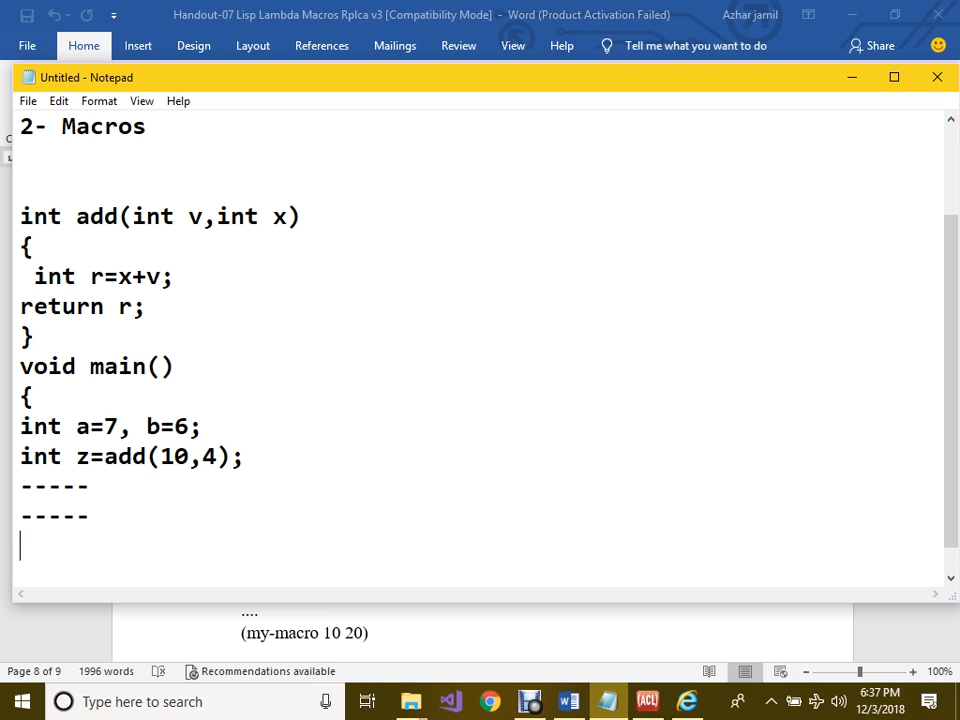 Handout-07 Lisp Lambda Macros Rplca v3 [Compatibility Mode] - Word (Product Activation Failed)
Azhar jamil
File Home Insert Design Layout References Mailings Review View Help Tell me what you want to do Share
Untitled - Notepad
File Edit Format View Help
2- Macros
int add(int v,int x)
{
 int r=x+v;
return r;
}
void main()
{
int a=7, b=6;
int z=add(10,4);
-----
-----
....
(my-macro 10 20)
Page 8 of 9 1996 words Recommendations available 100%
Type here to search
ACL
6:37 PM
12/3/2018